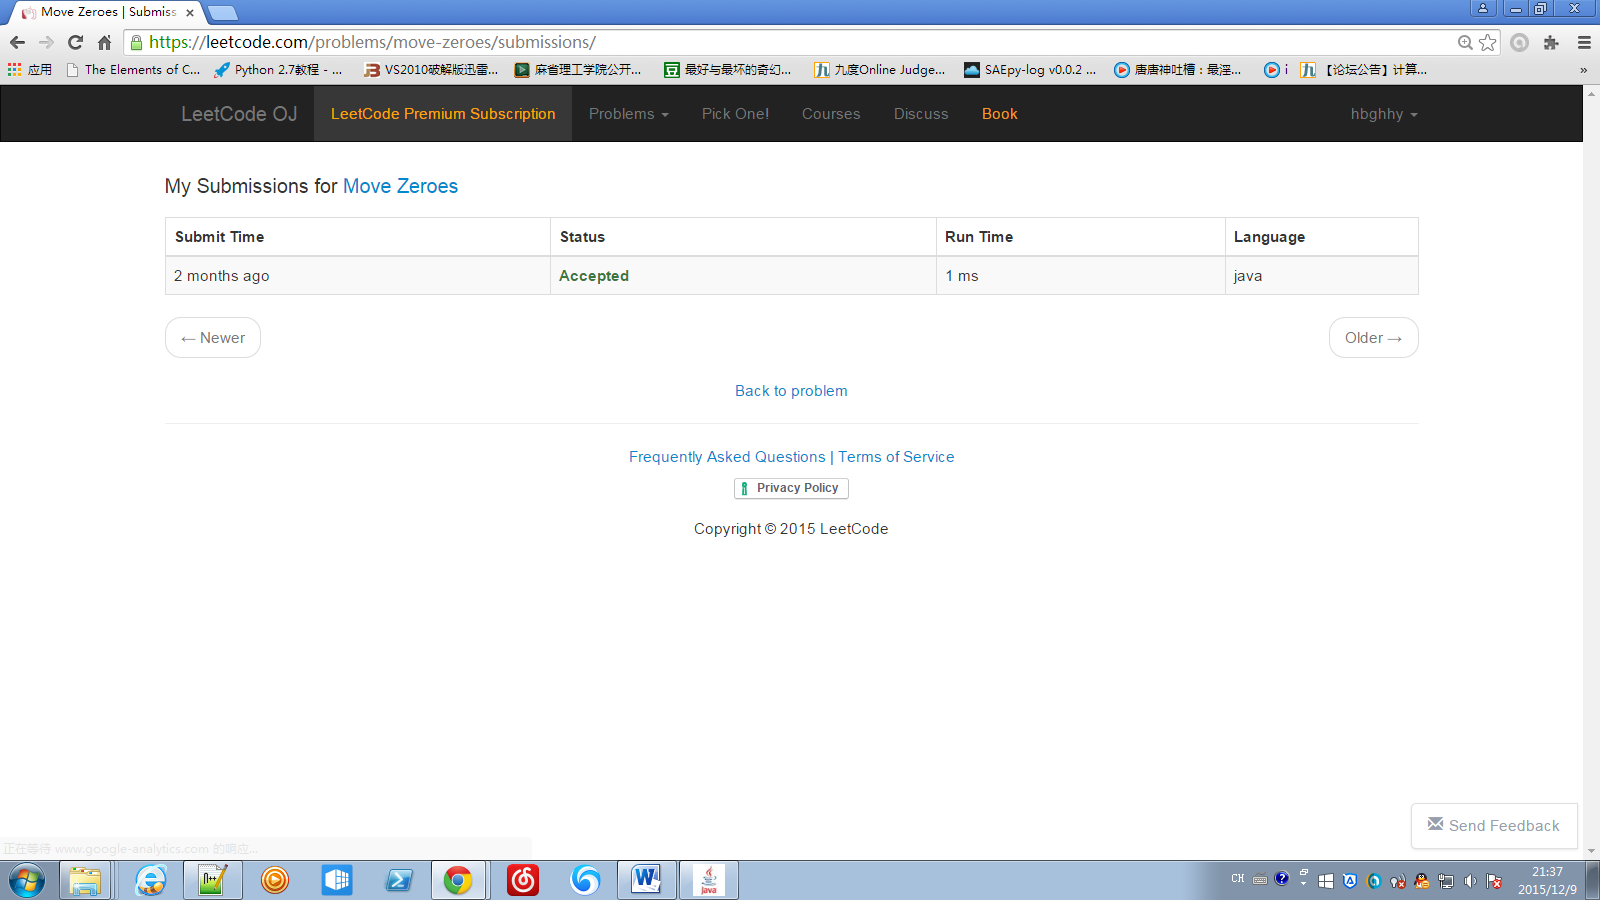 Move Zeroes | Submiss
https://leetcode.com/problems/move-zeroes/submissions/
应用 The Elements of C... Python 2.7教程 - ... VS2010破解版迅雷... 麻省理工学院公开... 最好与最坏的奇幻... 九度Online Judge... SAEpy-log v0.0.2 ... 唐唐神吐槽：最淫... i 【论坛公告】计算... »
LeetCode OJ LeetCode Premium Subscription Problems Pick One! Courses Discuss Book hbghhy
My Submissions for Move Zeroes
Submit Time Status Run Time Language
2 months ago Accepted 1 ms java
← Newer Older →
Back to problem
Frequently Asked Questions | Terms of Service
Privacy Policy
Copyright © 2015 LeetCode
Send Feedback
正在等待 www.google-analytics.com 的响应...
CH
21:37
2015/12/9